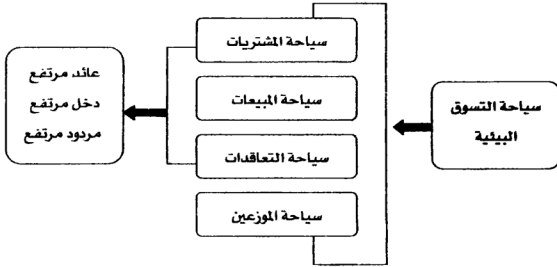 سياحة التسوق
البيئية
سياحة المشتريات
سياحة المبيعات
سياحة التعاقدات
سياحة الموزعين
عائد مرتفع
دخل مرتفع
مردود مرتفع